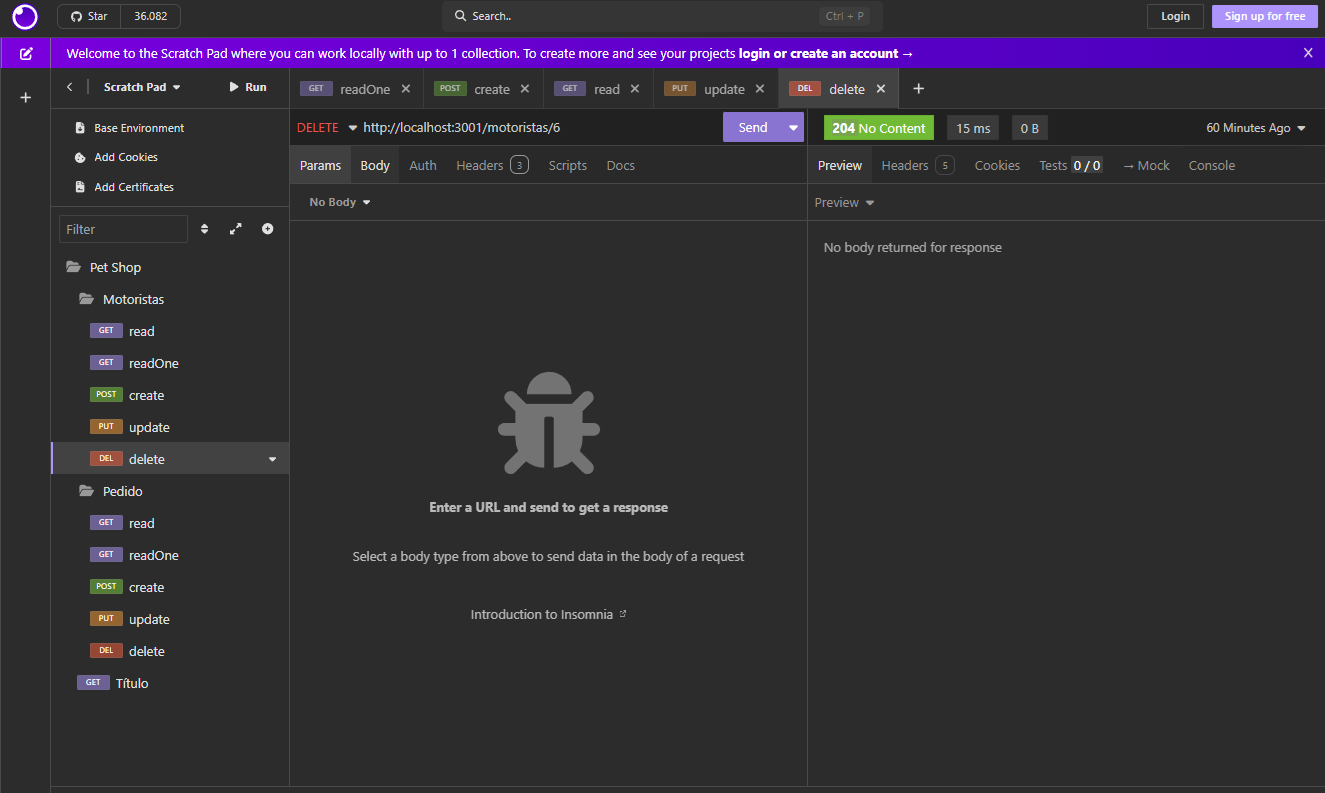 Star 36.082 Search.. Ctrl + P Login Sign up for free
Welcome to the Scratch Pad where you can work locally with up to 1 collection. To create more and see your projects login or create an account →
Scratch Pad Run
Base Environment
Add Cookies
Add Certificates
Filter
Pet Shop
Motoristas
GET read
GET readOne
POST create
PUT update
DEL delete
Pedido
GET read
GET readOne
POST create
PUT update
DEL delete
GET Título
GET readOne POST create GET read PUT update DEL delete
DELETE http://localhost:3001/motoristas/6 Send
Params Body Auth Headers 3 Scripts Docs
No Body
Enter a URL and send to get a response
Select a body type from above to send data in the body of a request
Introduction to Insomnia
204 No Content 15 ms 0 B 60 Minutes Ago
Preview Headers 5 Cookies Tests 0 / 0 → Mock Console
Preview
No body returned for response